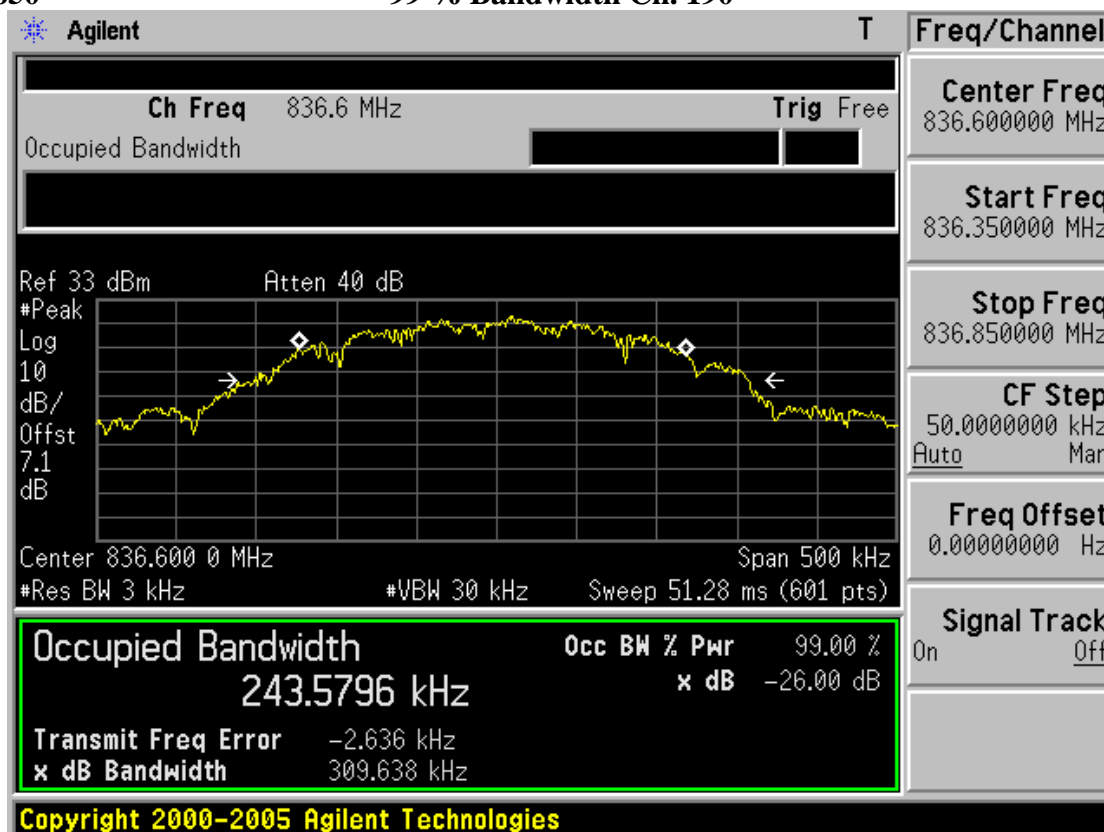 99 % Bandwidth Ch. 190
Agilent T
Freq/Channel
Ch Freq 836.6 MHz Trig Free
Occupied Bandwidth
Center Freq
836.600000 MHz
Start Freq
836.350000 MHz
Stop Freq
836.850000 MHz
CF Step
50.0000000 kHz
Auto Man
Freq Offset
0.00000000 Hz
Signal Track
On Off
Ref 33 dBm Atten 40 dB
#Peak
Log
10
dB/
Offst
7.1
dB
Center 836.600 0 MHz Span 500 kHz
#Res BW 3 kHz #VBW 30 kHz Sweep 51.28 ms (601 pts)
Occupied Bandwidth
243.5796 kHz
Occ BW % Pwr 99.00 %
x dB -26.00 dB
Transmit Freq Error -2.636 kHz
x dB Bandwidth 309.638 kHz
Copyright 2000-2005 Agilent Technologies